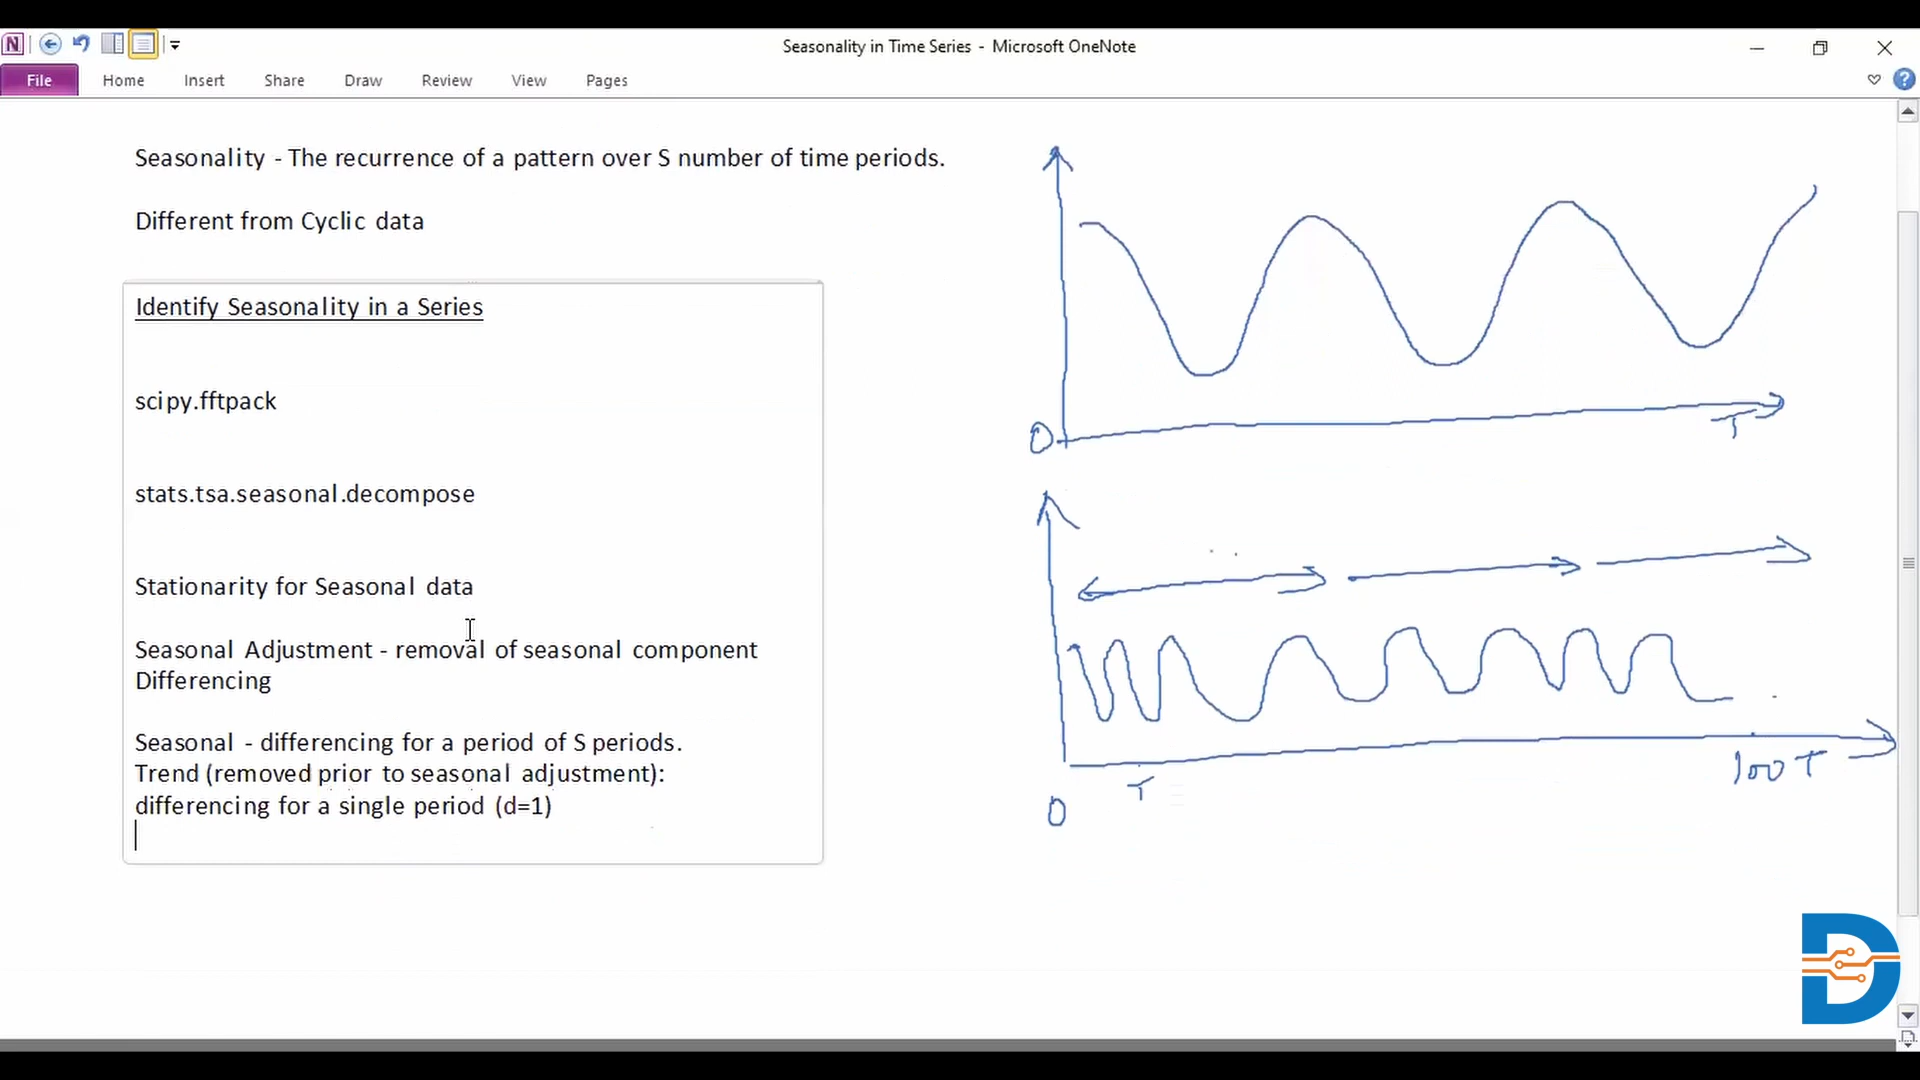 Seasonality in Time Series - Microsoft OneNote
File Home Insert Share Draw Review View Pages
Seasonality - The recurrence of a pattern over S number of time periods.
Different from Cyclic data
Identify Seasonality in a Series
scipy.fftpack
stats.tsa.seasonal.decompose
Stationarity for Seasonal data
Seasonal Adjustment - removal of seasonal component
Differencing
Seasonal - differencing for a period of S periods.
Trend (removed prior to seasonal adjustment):
differencing for a single period (d=1)
0
T
T
100 T
0